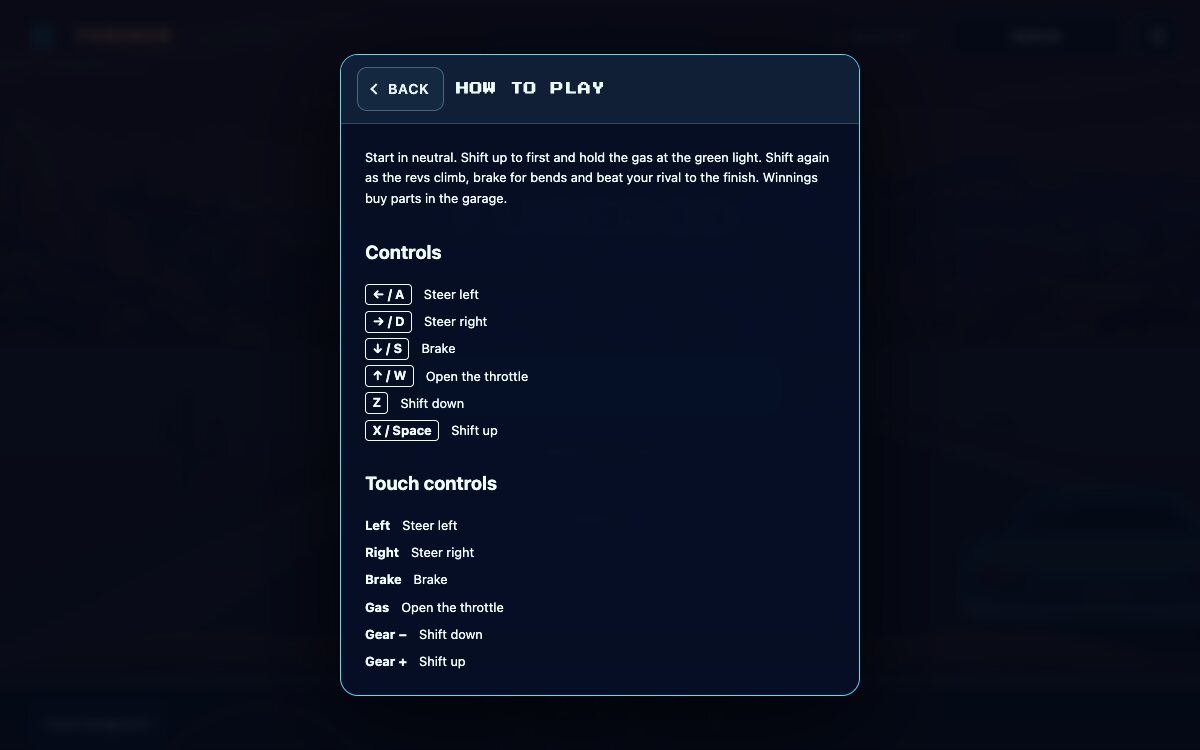 BACK
HOW TO PLAY
Start in neutral. Shift up to first and hold the gas at the green light. Shift again
as the revs climb, brake for bends and beat your rival to the finish. Winnings
buy parts in the garage.
Controls
← / A Steer left
→ / D Steer right
↓ / S Brake
↑ / W Open the throttle
Z Shift down
X / Space Shift up
Touch controls
Left Steer left
Right Steer right
Brake Brake
Gas Open the throttle
Gear − Shift down
Gear + Shift up